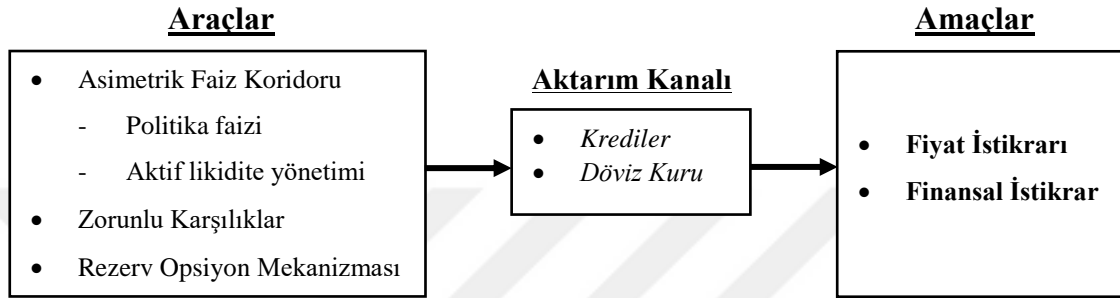 Araçlar
• Asimetrik Faiz Koridoru
- Politika faizi
- Aktif likidite yönetimi
• Zorunlu Karşılıklar
• Rezerv Opsiyon Mekanizması
Aktarım Kanalı
• Krediler
• Döviz Kuru
Amaçlar
• Fiyat İstikrarı
• Finansal İstikrar